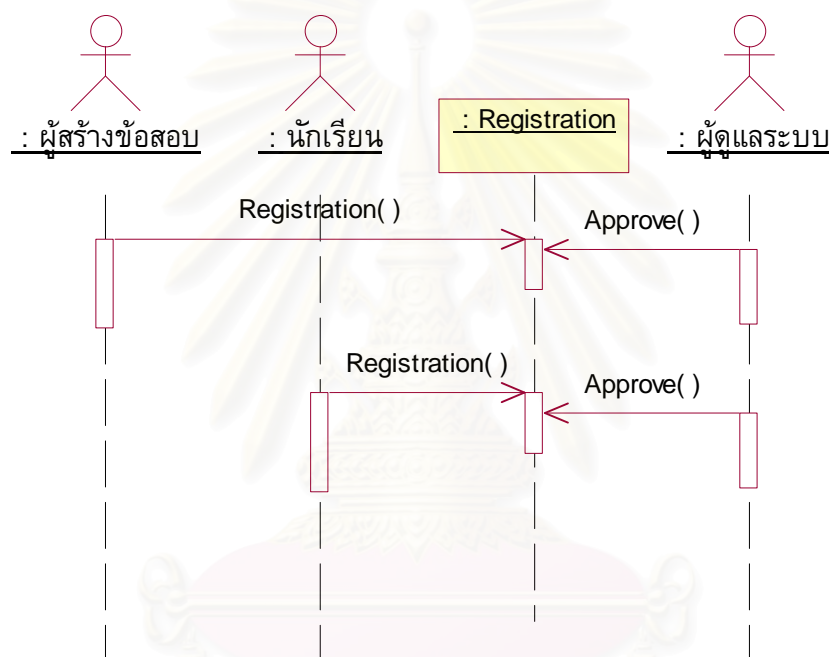 : ผู้สร้างข้อสอบ
: นักเรียน
: Registration
: ผู้ดูแลระบบ
Registration( )
Approve( )
Registration( )
Approve( )